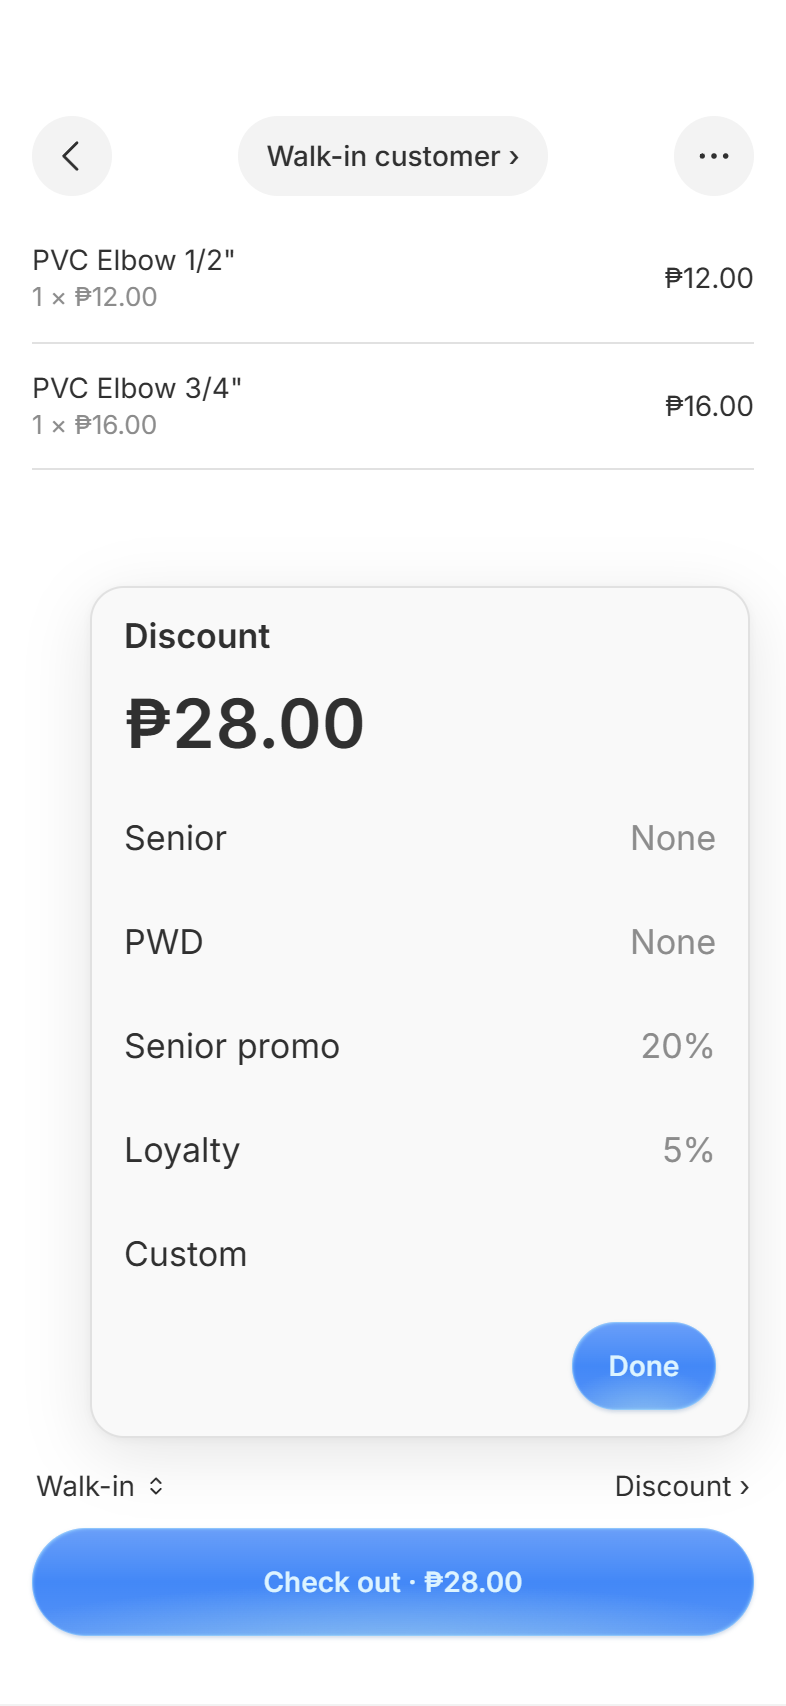 Walk-in customer ›
PVC Elbow 1/2"
1 × ₱12.00
₱12.00
PVC Elbow 3/4"
1 × ₱16.00
₱16.00
Discount
₱28.00
Senior None
PWD None
Senior promo 20%
Loyalty 5%
Custom
Done
Walk-in Discount ›
Check out · ₱28.00